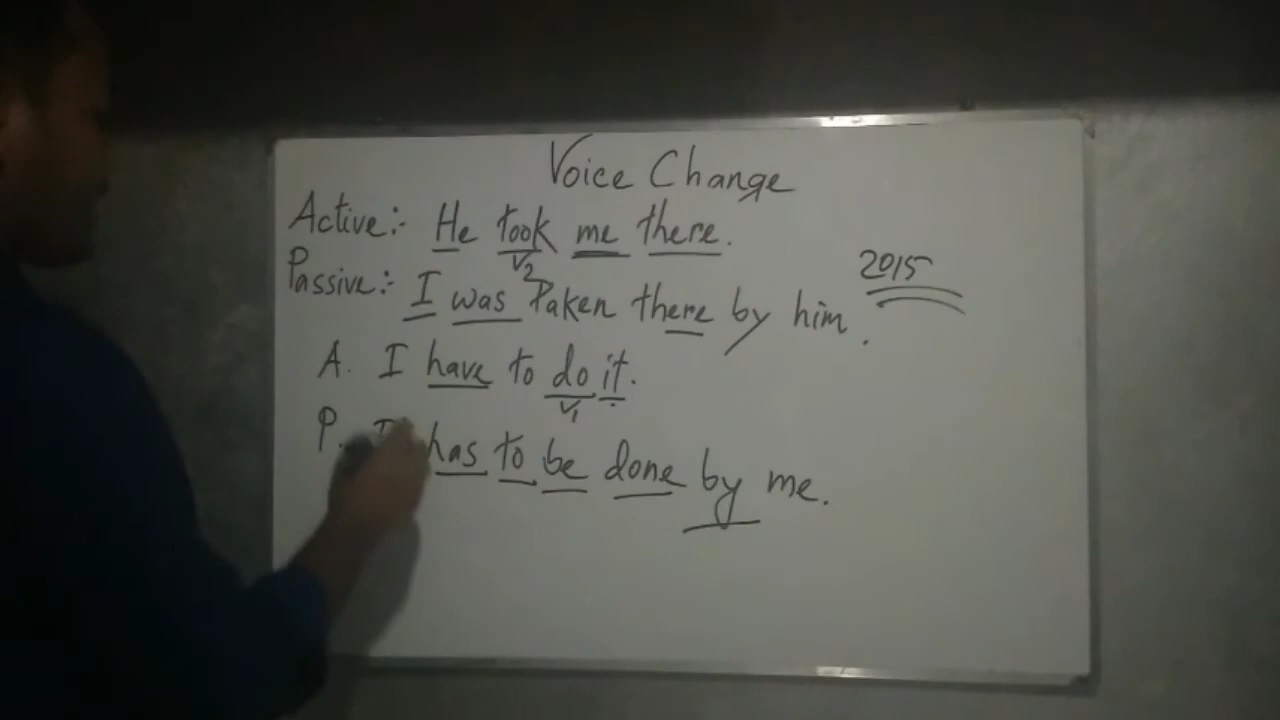 Voice Change
Active:- He took me there.
V2
Passive:- I was taken there by him.
2015
A. I have to do it.
V1
P. has to be done by me.